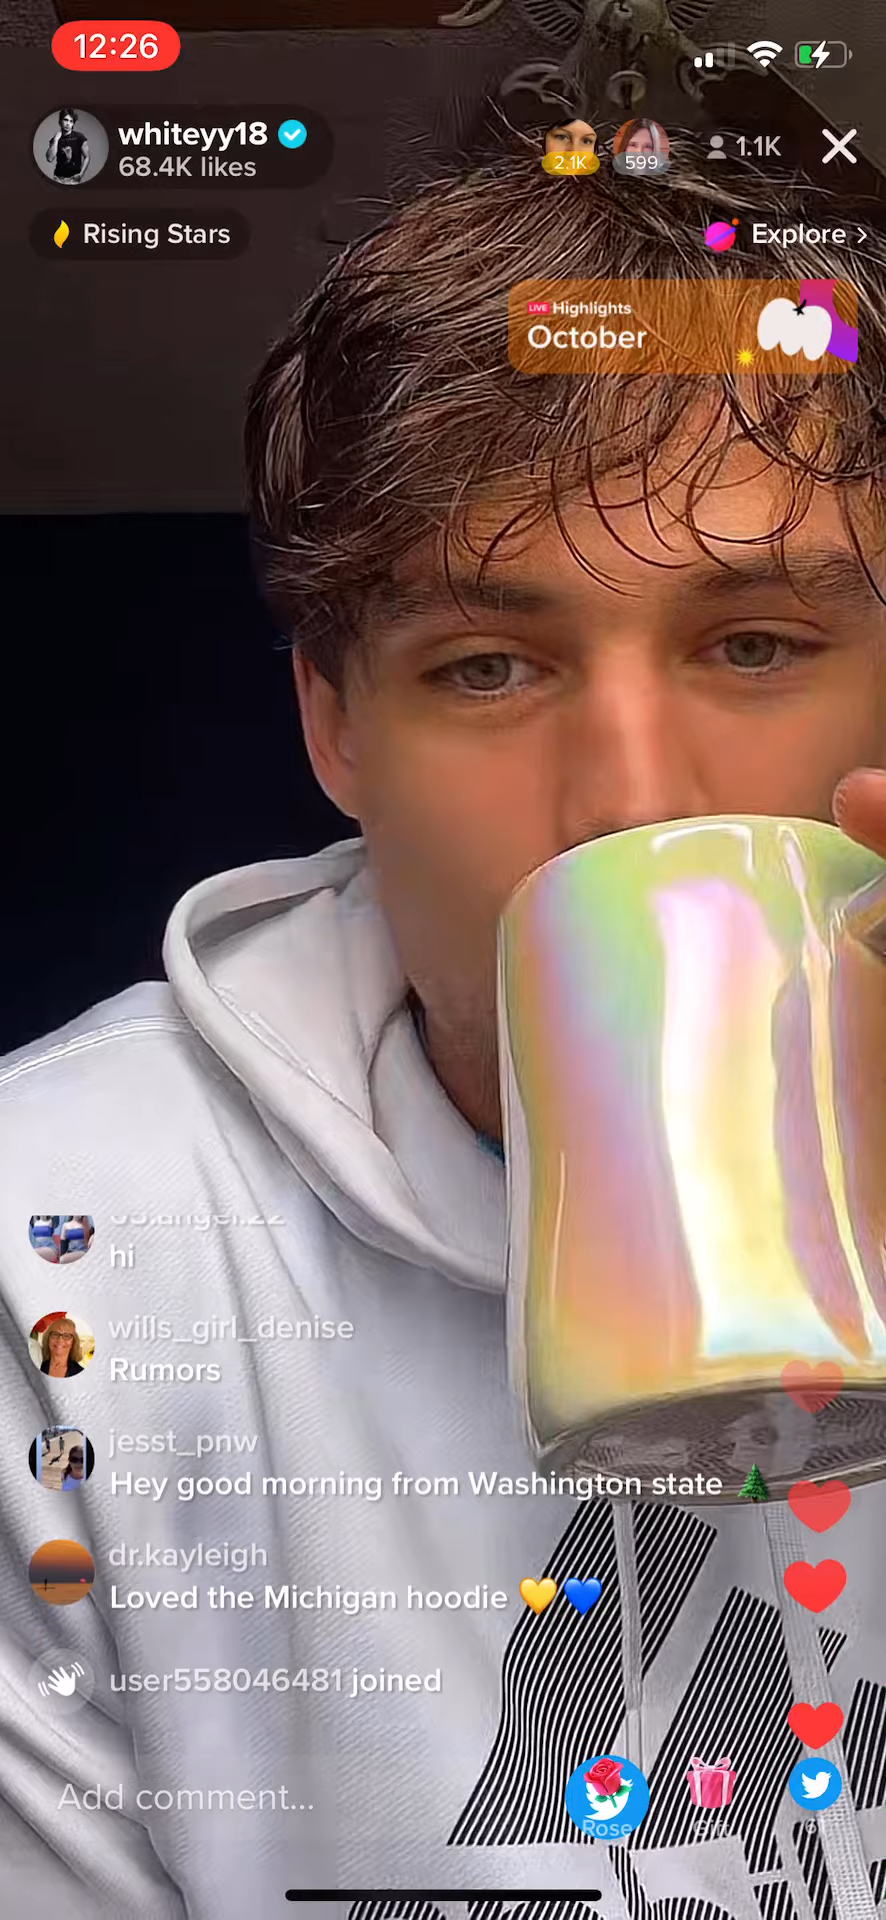 12:26
whiteyy18
68.4K likes
2.1K
599
1.1K
Rising Stars
Explore >
LIVE Highlights
October
hi
wills_girl_denise
Rumors
jesst_pnw
Hey good morning from Washington state 🌲
dr.kayleigh
Loved the Michigan hoodie 💛💙
user558046481 joined
Add comment...
Rose
Gift